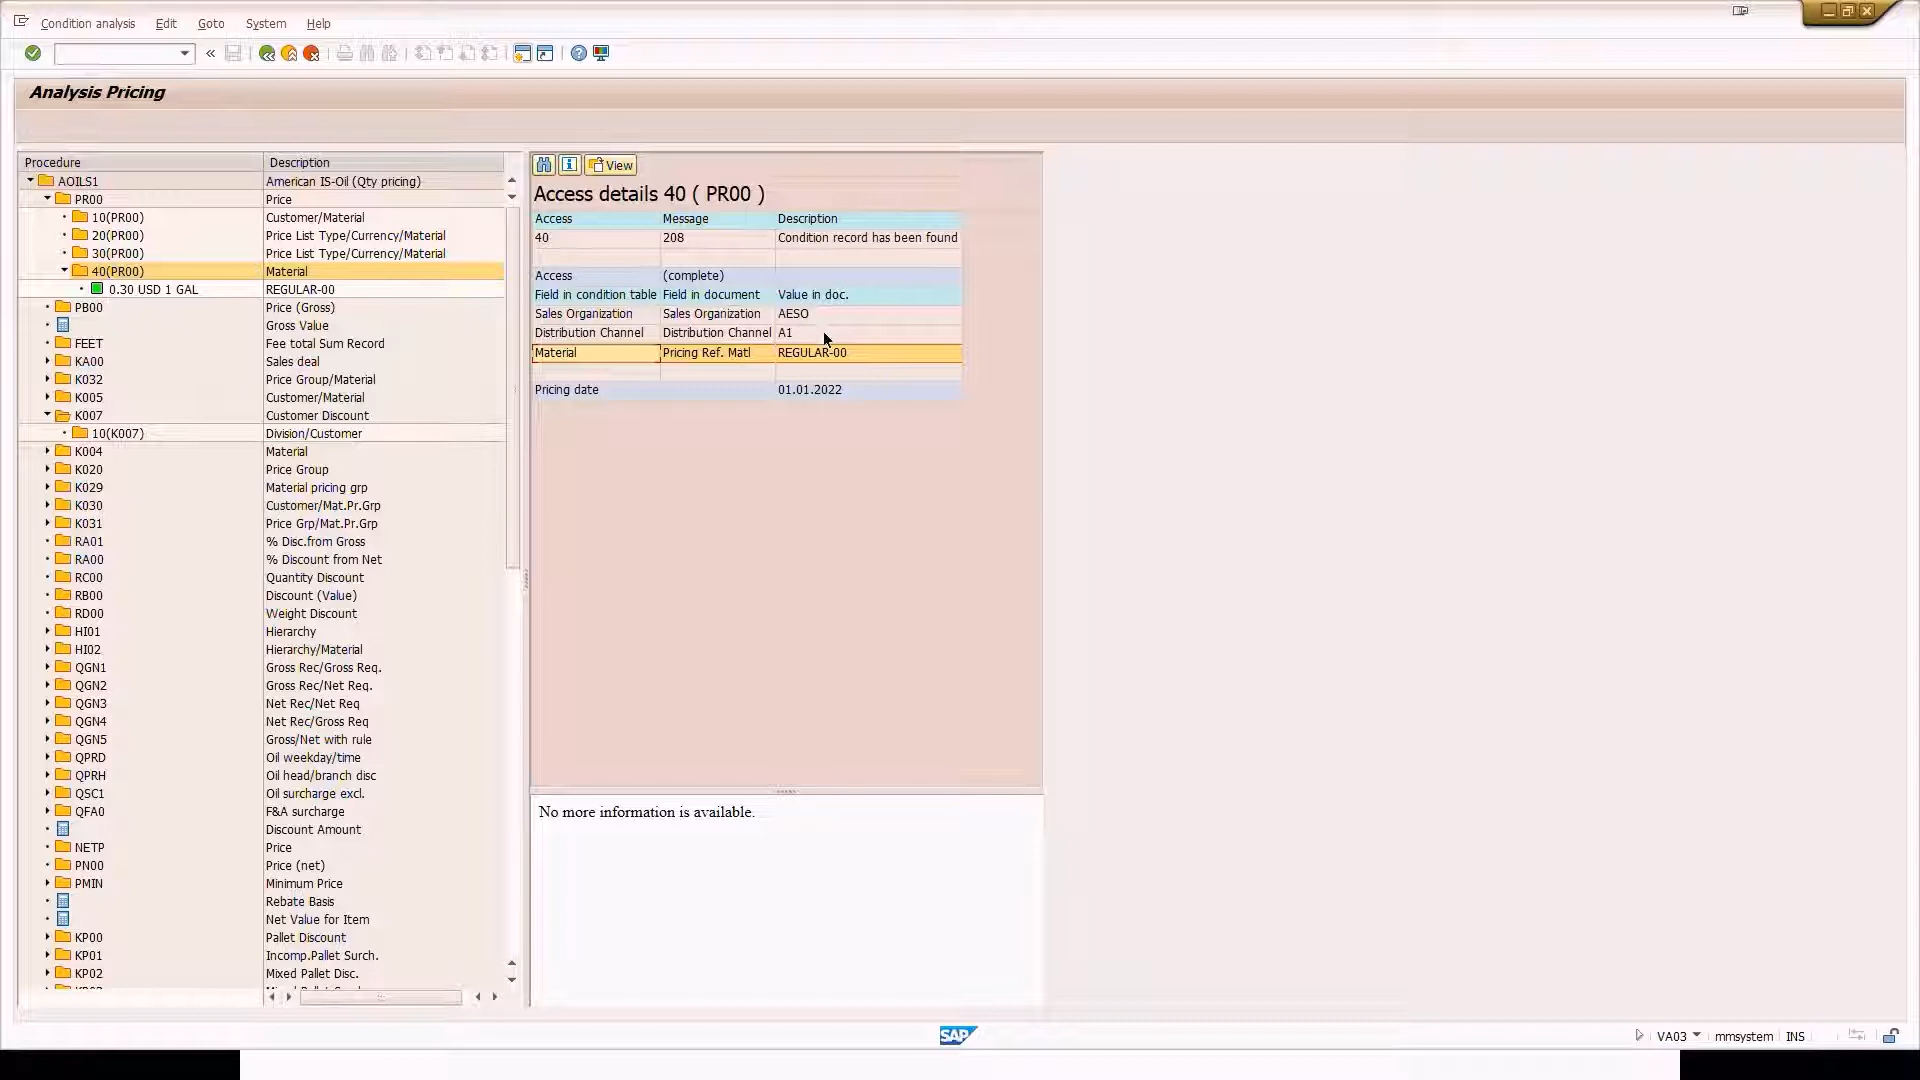 Condition analysis Edit Goto System Help
Analysis Pricing
Procedure Description
AOILS1 American IS-Oil (Qty pricing)
PR00 Price
10(PR00) Customer/Material
20(PR00) Price List Type/Currency/Material
30(PR00) Price List Type/Currency/Material
40(PR00) Material
0.30 USD 1 GAL REGULAR-00
PB00 Price (Gross)
Gross Value
FEET Fee total Sum Record
KA00 Sales deal
K032 Price Group/Material
K005 Customer/Material
K007 Customer Discount
10(K007) Division/Customer
K004 Material
K020 Price Group
K029 Material pricing grp
K030 Customer/Mat.Pr.Grp
K031 Price Grp/Mat.Pr.Grp
RA01 % Disc.from Gross
RA00 % Discount from Net
RC00 Quantity Discount
RB00 Discount (Value)
RD00 Weight Discount
HI01 Hierarchy
HI02 Hierarchy/Material
QGN1 Gross Rec/Gross Req.
QGN2 Gross Rec/Net Req.
QGN3 Net Rec/Net Req
QGN4 Net Rec/Gross Req
QGN5 Gross/Net with rule
QPRD Oil weekday/time
QPRH Oil head/branch disc
QSC1 Oil surcharge excl.
QFA0 F&A surcharge
Discount Amount
NETP Price
PN00 Price (net)
PMIN Minimum Price
Rebate Basis
Net Value for Item
KP00 Pallet Discount
KP01 Incomp.Pallet Surch.
KP02 Mixed Pallet Disc.
View
Access details 40 ( PR00 )
Access Message Description
40 208 Condition record has been found
Access (complete)
Field in condition table Field in document Value in doc.
Sales Organization Sales Organization AESO
Distribution Channel Distribution Channel A1
Material Pricing Ref. Matl REGULAR-00
Pricing date 01.01.2022
No more information is available.
SAP
VA03 mmsystem INS